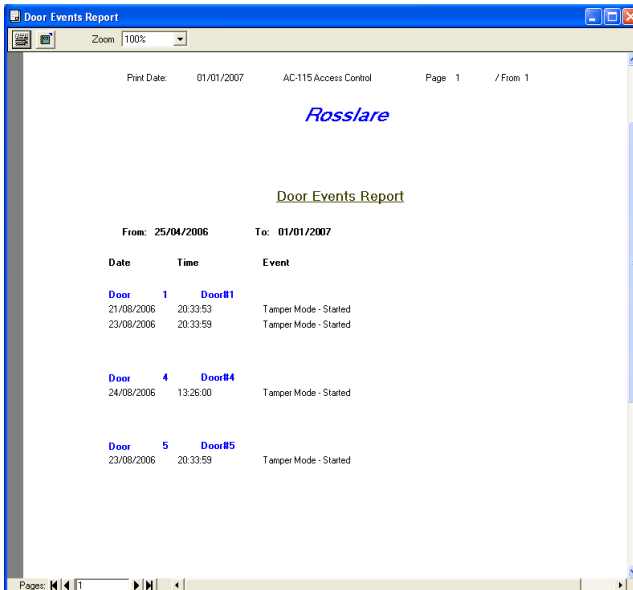 Door Events Report
Zoom 100%
Print Date: 01/01/2007 AC-115 Access Control Page 1 / From 1
Rosslare
Door Events Report
From: 25/04/2006 To: 01/01/2007
Date Time Event
Door 1 Door#1
21/08/2006 20:33:53 Tamper Mode - Started
23/08/2006 20:33:59 Tamper Mode - Started
Door 4 Door#4
24/08/2006 13:26:00 Tamper Mode - Started
Door 5 Door#5
23/08/2006 20:33:59 Tamper Mode - Started
Pages: 1